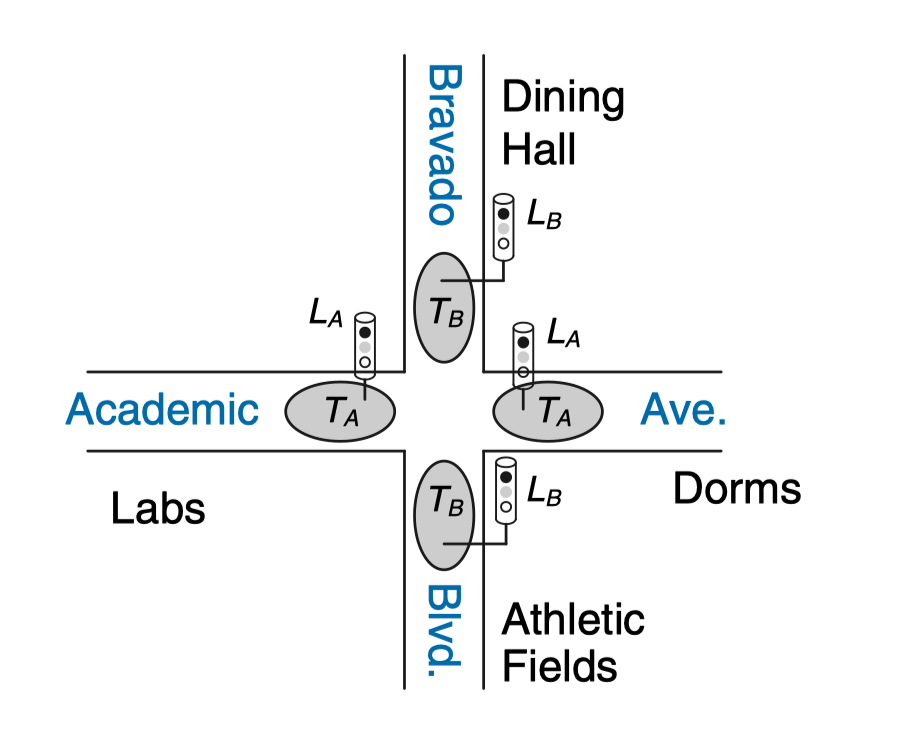 Bravado
Dining
Hall
L_B
T_B
L_A
L_A
Academic
T_A
T_A
Ave.
T_B
L_B
Labs
Dorms
Blvd.
Athletic
Fields